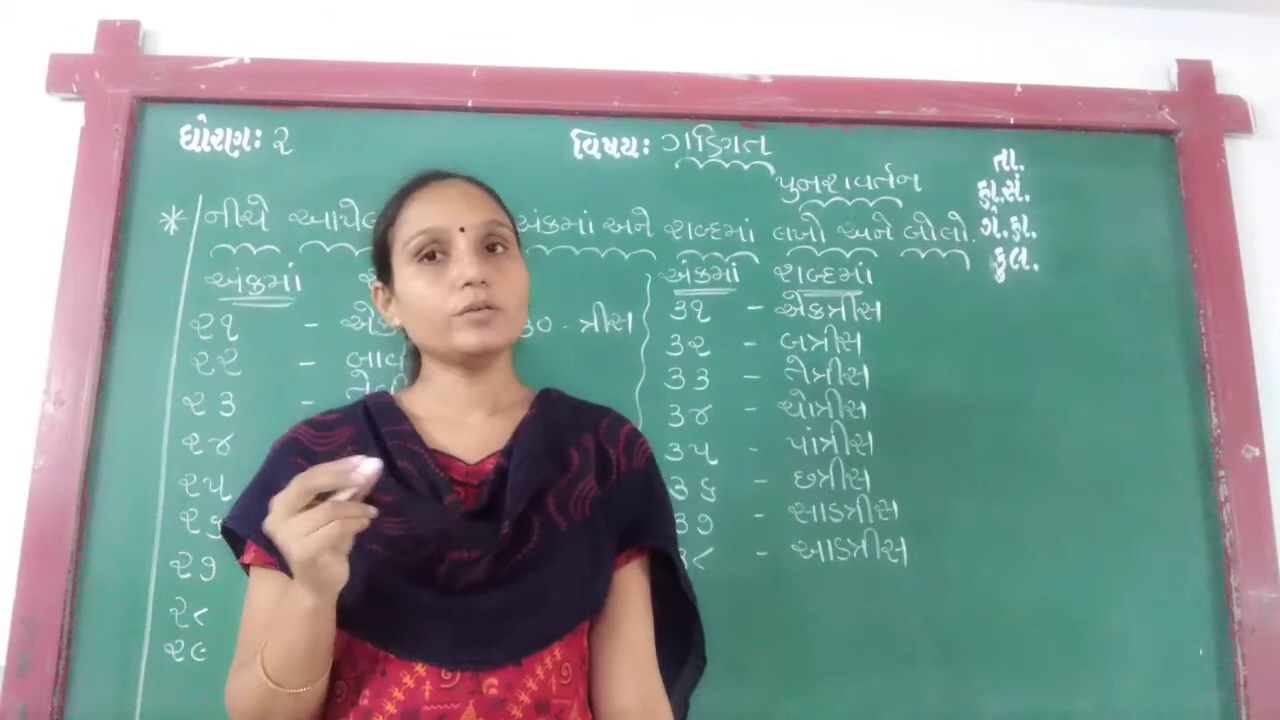 ધોરણઃ ૨
વિષયઃ ગણિત
પુનરાવર્તન
તા.
હા.સં.
ગે.હા.
કુલ.
* નીચે અંકમાં અને શબ્દમાં લખો અને બોલો.
અંકમાં
૨૧ -
૨૨ -
૨૩ -
૨૪
૨૫
૨૬
૨૭
૨૮
૨૯
૩૦ - ત્રીસ
અંકમાં શબ્દમાં
૩૧ - એકત્રીસ
૩૨ - બત્રીસ
૩૩ - તેત્રીસ
૩૪ - ચોત્રીસ
૩૫ - પાંત્રીસ
૩૬ - છત્રીસ
૩૭ - સાડત્રીસ
૩૮ - આડત્રીસ